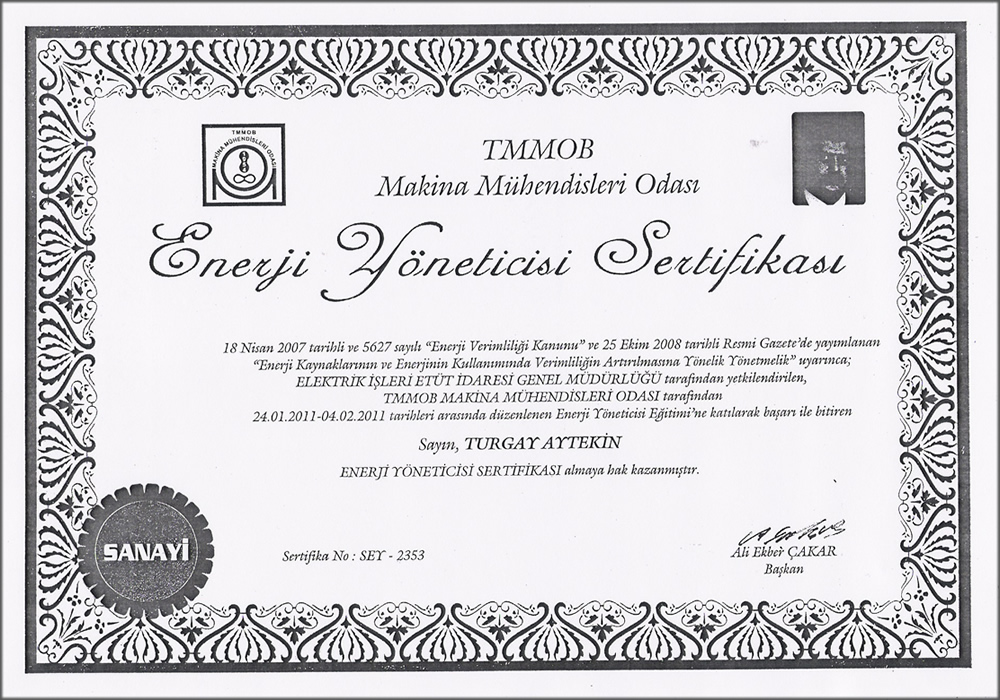 TMMOB
MAKİNA MÜHENDİSLERİ ODASI
TMMOB
Makina Mühendisleri Odası
Enerji Yöneticisi Sertifikası
18 Nisan 2007 tarihli ve 5627 sayılı “Enerji Verimliliği Kanunu” ve 25 Ekim 2008 tarihli Resmi Gazete’de yayımlanan
“Enerji Kaynaklarının ve Enerjinin Kullanımında Verimliliğin Artırılmasına Yönelik Yönetmelik” uyarınca;
ELEKTRİK İŞLERİ ETÜT İDARESİ GENEL MÜDÜRLÜĞÜ tarafından yetkilendirilen,
TMMOB MAKİNA MÜHENDİSLERİ ODASI tarafından
24.01.2011-04.02.2011 tarihleri arasında düzenlenen Enerji Yöneticisi Eğitimi’ne katılarak başarı ile bitiren
Sayın, TURGAY AYTEKİN
ENERJİ YÖNETİCİSİ SERTİFİKASI almaya hak kazanmıştır.
SANAYİ
Sertifika No : SEY - 2353
Ali Ekber ÇAKAR
Başkan